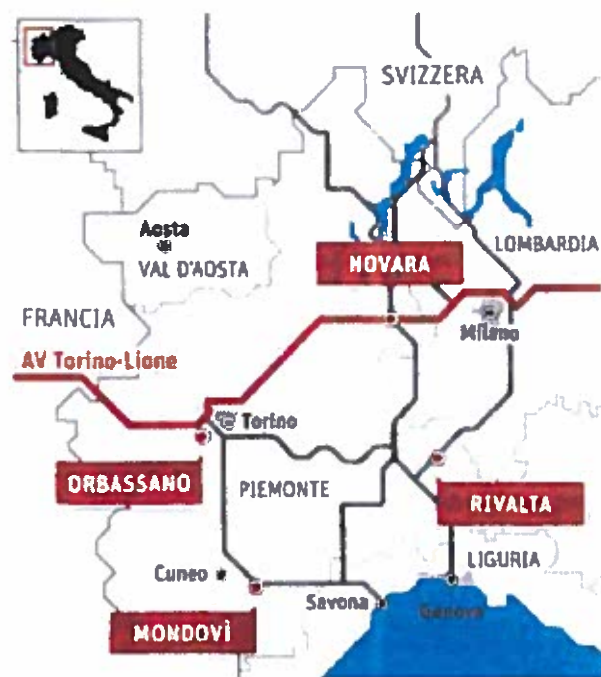 SVIZZERA
Aosta
VAL D'AOSTA
NOVARA
LOMBARDIA
FRANCIA
AV Torino-Lione
Milano
Torino
ORBASSANO
PIEMONTE
RIVALTA
LIGURIA
Cuneo
Savona
Genova
MONDOVÌ